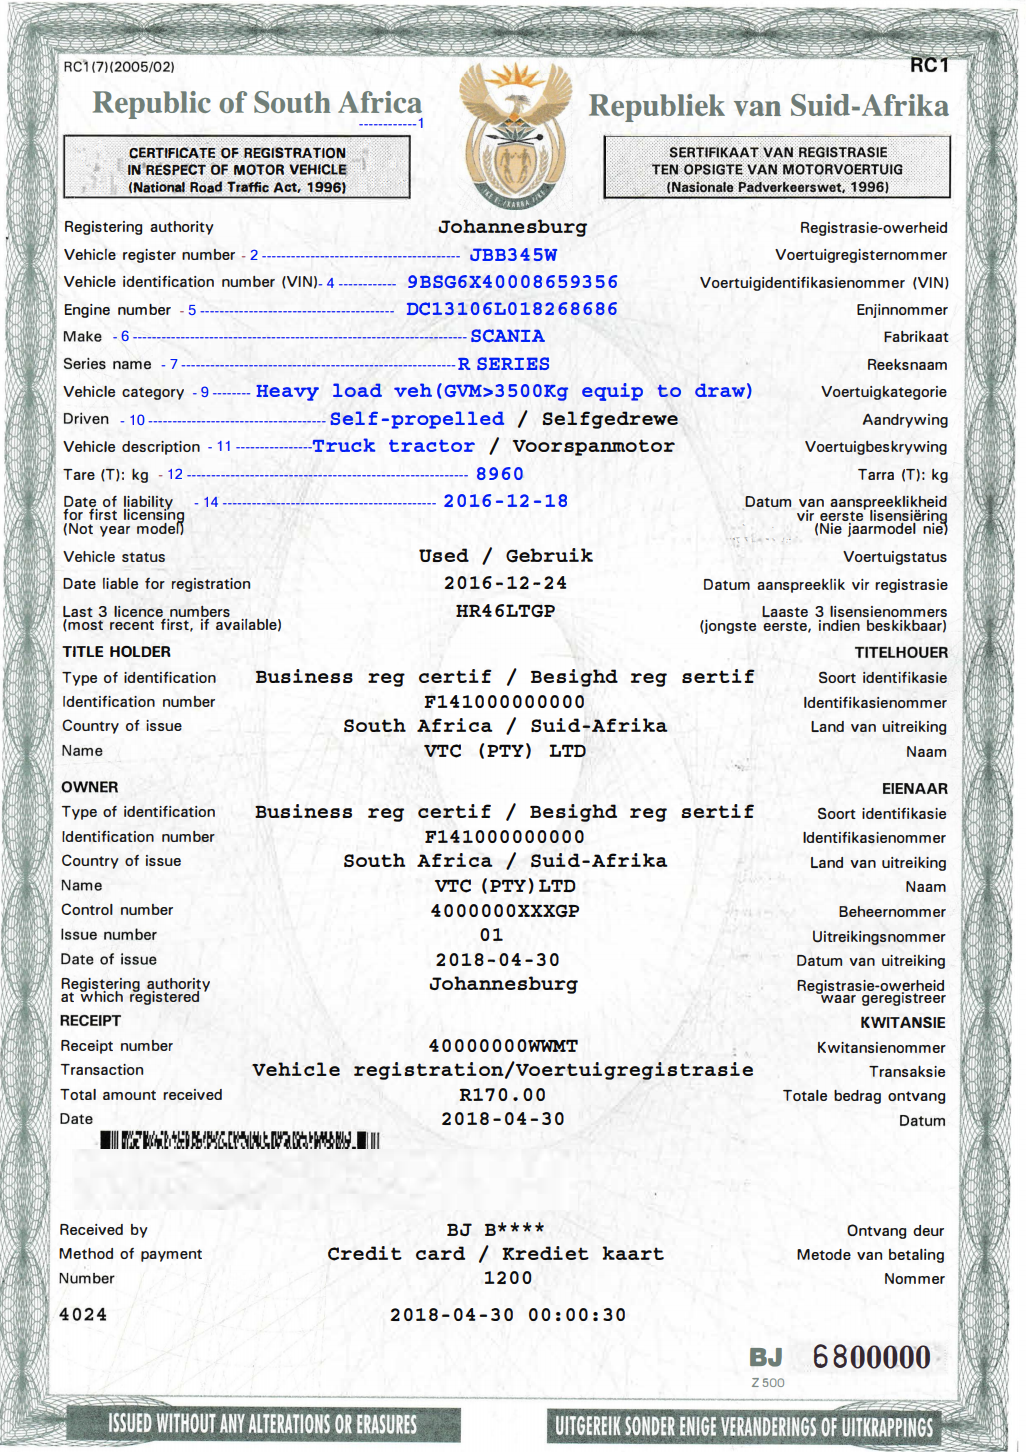 RC1(7)(2005/02)
RC1
Republic of South Africa
Republiek van Suid-Afrika
------------1
CERTIFICATE OF REGISTRATION
IN RESPECT OF MOTOR VEHICLE
(National Road Traffic Act, 1996)
SERTIFIKAAT VAN REGISTRASIE
TEN OPSIGTE VAN MOTORVOERTUIG
(Nasionale Padverkeerswet, 1996)
Registering authority Johannesburg Registrasie-owerheid
Vehicle register number - 2 ---- JBB345W Voertuigregisternommer
Vehicle identification number (VIN)- 4 ---- 9BSG6X40008659356 Voertuigidentifikasienommer (VIN)
Engine number - 5 ---- DC13106L018268686 Enjinnommer
Make - 6 ---- SCANIA Fabrikaat
Series name - 7 ---- R SERIES Reeksnaam
Vehicle category - 9 ---- Heavy load veh(GVM>3500Kg equip to draw) Voertuigkategorie
Driven - 10 ---- Self-propelled / Selfgedrewe Aandrywing
Vehicle description - 11 ---- Truck tractor / Voorspanmotor Voertuigbeskrywing
Tare (T): kg - 12 ---- 8960 Tarra (T): kg
Date of liability - 14 ---- 2016-12-18 Datum van aanspreeklikheid
for first licensing vir eerste lisensiëring
(Not year model) (Nie jaarmodel nie)
Vehicle status Used / Gebruik Voertuigstatus
Date liable for registration 2016-12-24 Datum aanspreeklik vir registrasie
Last 3 licence numbers HR46LTGP Laaste 3 lisensienommers
(most recent first, if available) (jongste eerste, indien beskikbaar)
TITLE HOLDER TITELHOUER
Type of identification Business reg certif / Besighd reg sertif Soort identifikasie
Identification number F141000000000 Identifikasienommer
Country of issue South Africa / Suid-Afrika Land van uitreiking
Name VTC (PTY) LTD Naam
OWNER EIENAAR
Type of identification Business reg certif / Besighd reg sertif Soort identifikasie
Identification number F141000000000 Identifikasienommer
Country of issue South Africa / Suid-Afrika Land van uitreiking
Name VTC (PTY) LTD Naam
Control number 4000000XXXGP Beheernommer
Issue number 01 Uitreikingsnommer
Date of issue 2018-04-30 Datum van uitreiking
Registering authority Johannesburg Registrasie-owerheid
at which registered waar geregistreer
RECEIPT KWITANSIE
Receipt number 40000000WWMT Kwitansienommer
Transaction Vehicle registration/Voertuigregistrasie Transaksie
Total amount received R170.00 Totale bedrag ontvang
Date 2018-04-30 Datum
Received by BJ B**** Ontvang deur
Method of payment Credit card / Krediet kaart Metode van betaling
Number 1200 Nommer
4024 2018-04-30 00:00:30
BJ 6800000
Z 500
ISSUED WITHOUT ANY ALTERATIONS OR ERASURES
UITGEREIK SONDER ENIGE VERANDERINGS OF UITKRAPPINGS